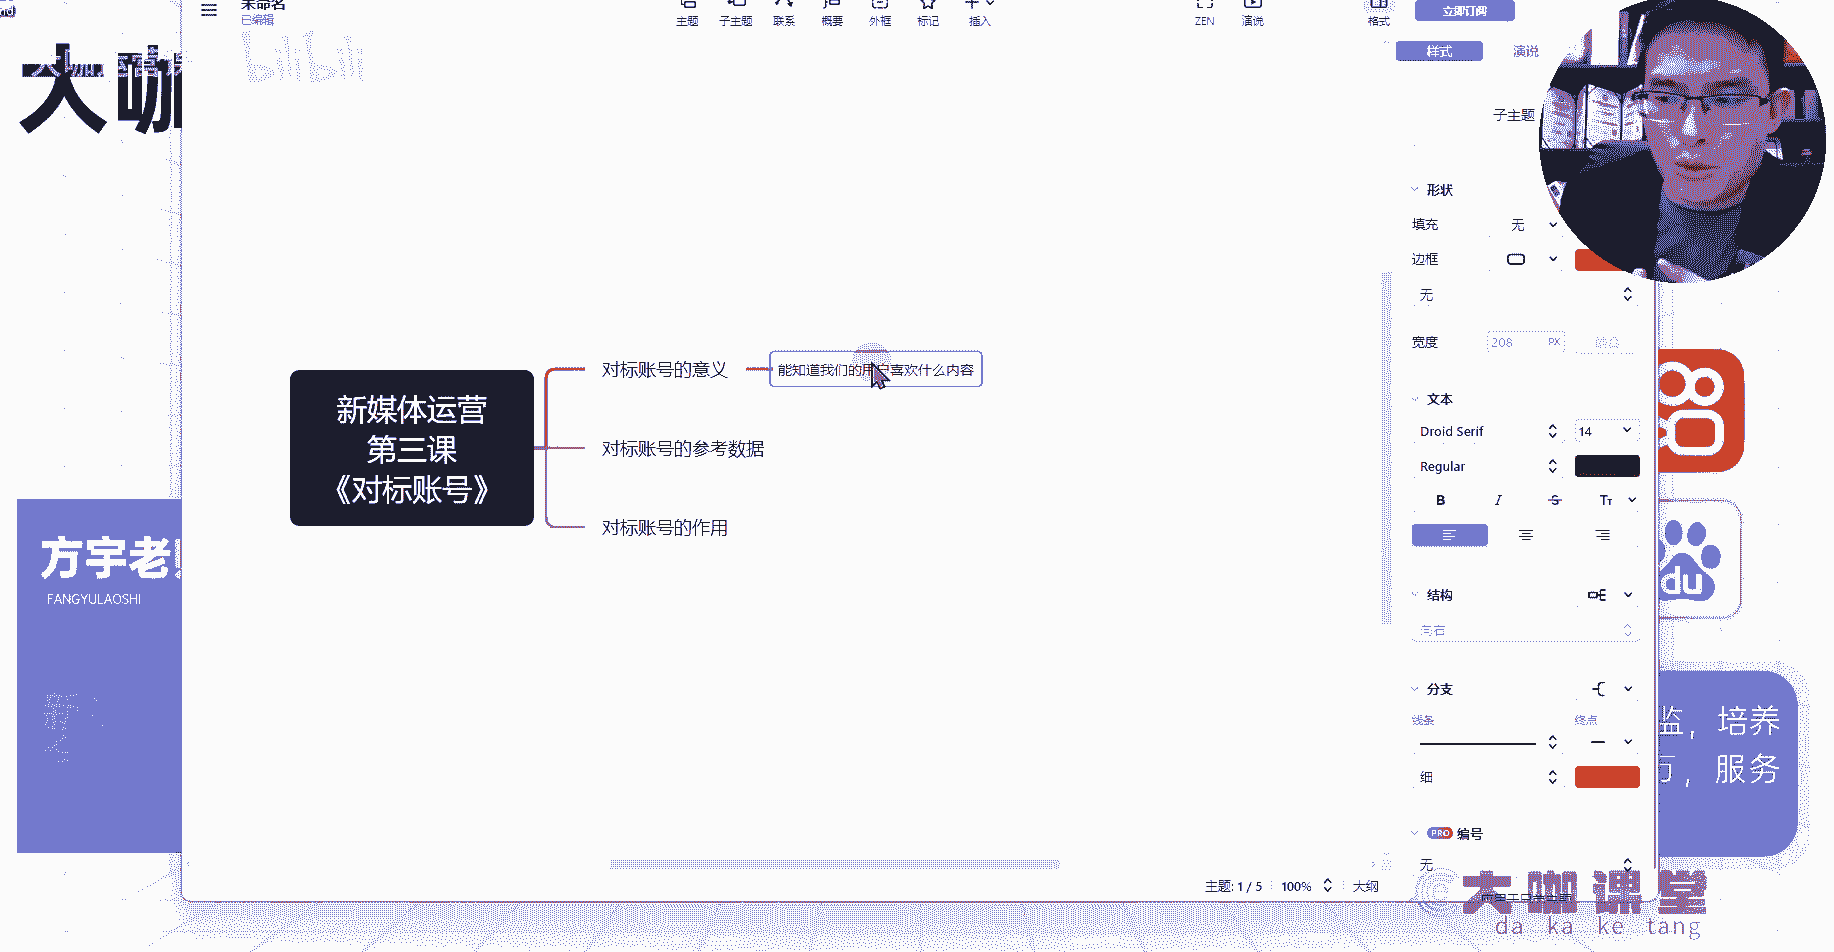 未命名
已编辑
主题
子主题
联系
概要
外框
标记
插入
ZEN
演说
格式
立即订阅
bilibili
大咖
样式
演说
子主题
形状
填充
无
边框
无
宽度
208
PX
文本
Droid Serif
14
Regular
B
I
S
Tт
结构
向右
分支
线条
终点
细
PRO
编号
无
新媒体运营
第三课
《对标账号》
对标账号的意义
能知道我们的用户喜欢什么内容
对标账号的参考数据
对标账号的作用
方宇老
FANGYULAOSHI
du
培养
服务
主题: 1 / 5
100%
大纲
大咖课堂
da ka ke tang